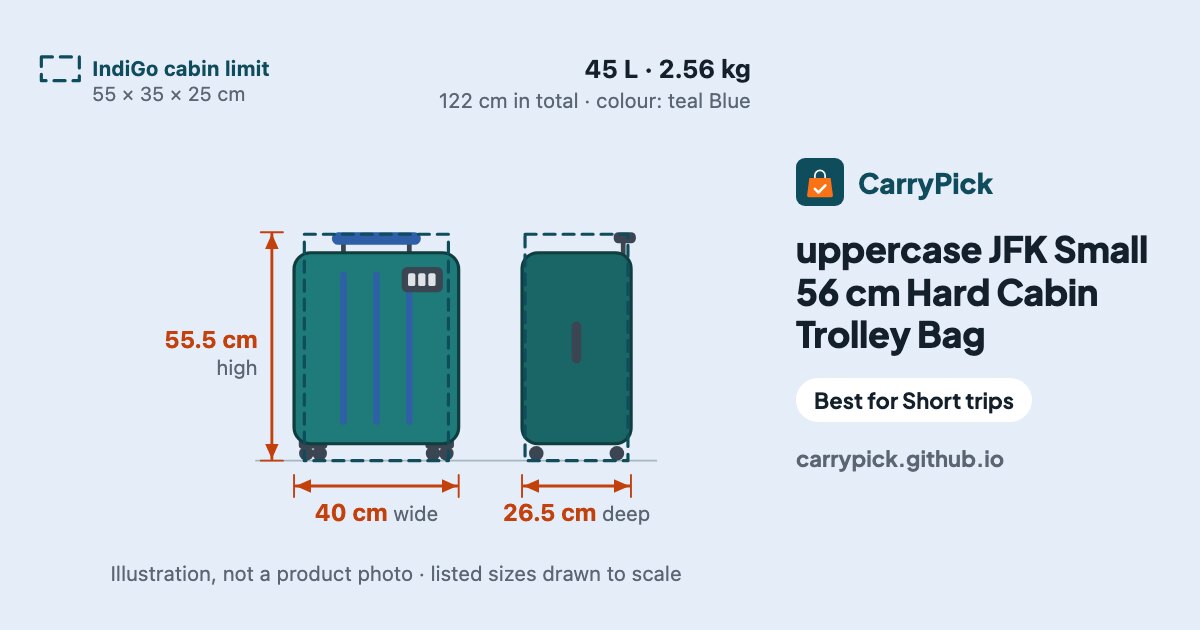 IndiGo cabin limit
55 × 35 × 25 cm
45 L · 2.56 kg
122 cm in total · colour: teal Blue
55.5 cm
high
40 cm wide
26.5 cm deep
Illustration, not a product photo · listed sizes drawn to scale
CarryPick
uppercase JFK Small
56 cm Hard Cabin
Trolley Bag
Best for Short trips
carrypick.github.io